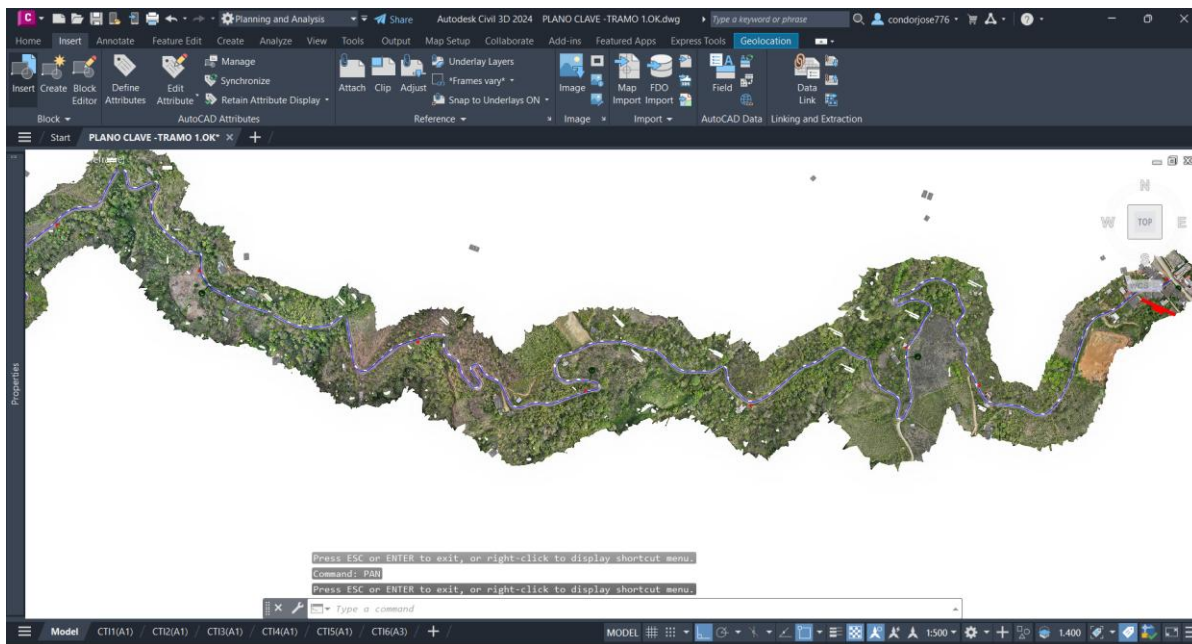 Planning and Analysis
Share
Autodesk Civil 3D 2024 PLANO CLAVE -TRAMO 1.OK.dwg
Type a keyword or phrase
condorjose776
Home Insert Annotate Feature Edit Create Analyze View Tools Output Map Setup Collaborate Add-ins Featured Apps Express Tools Geolocation
Insert Create Block Editor
Define Attributes
Edit Attribute
Manage
Synchronize
Retain Attribute Display
Attach Clip Adjust
Underlay Layers
*Frames vary*
Snap to Underlays ON
Image
Map Import
FDO Import
Field
Data Link
Block AutoCAD Attributes Reference Image Import AutoCAD Data Linking and Extraction
Start PLANO CLAVE -TRAMO 1.OK*
N
W TOP E
S
Properties
Press ESC or ENTER to exit, or right-click to display shortcut menu.
Command: PAN
Press ESC or ENTER to exit, or right-click to display shortcut menu.
Type a command
Model CTI1(A1) CTI2(A1) CTI3(A1) CTI4(A1) CTI5(A1) CTI6(A3) MODEL 1:500 1.400